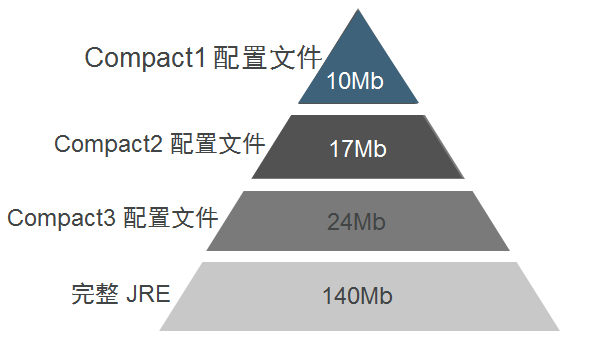 Compact1 配置文件
10Mb
Compact2 配置文件
17Mb
Compact3 配置文件
24Mb
完整 JRE
140Mb